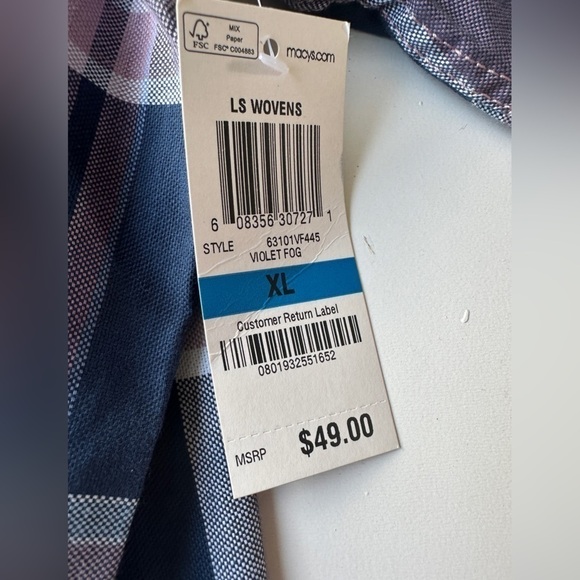 FSC
MIX
Paper
FSC® C004863
macys.com
LS WOVENS
6 08356 30727 1
STYLE 63101VF445
VIOLET FOG
XL
Customer Return Label
0801932551652
MSRP $49.00